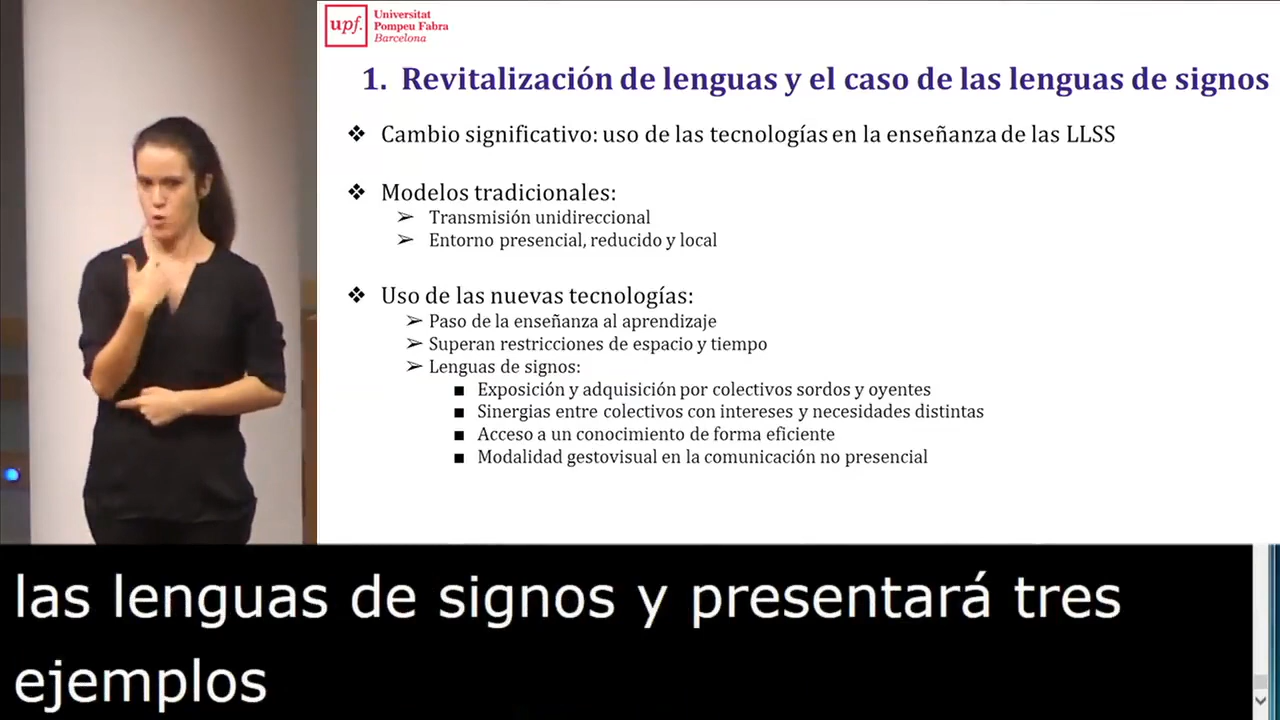 upf.
Universitat
Pompeu Fabra
Barcelona
1. Revitalización de lenguas y el caso de las lenguas de signos
❖ Cambio significativo: uso de las tecnologías en la enseñanza de las LLSS
❖ Modelos tradicionales:
➢ Transmisión unidireccional
➢ Entorno presencial, reducido y local
❖ Uso de las nuevas tecnologías:
➢ Paso de la enseñanza al aprendizaje
➢ Superan restricciones de espacio y tiempo
➢ Lenguas de signos:
■ Exposición y adquisición por colectivos sordos y oyentes
■ Sinergias entre colectivos con intereses y necesidades distintas
■ Acceso a un conocimiento de forma eficiente
■ Modalidad gestovisual en la comunicación no presencial
las lenguas de signos y presentará tres
ejemplos